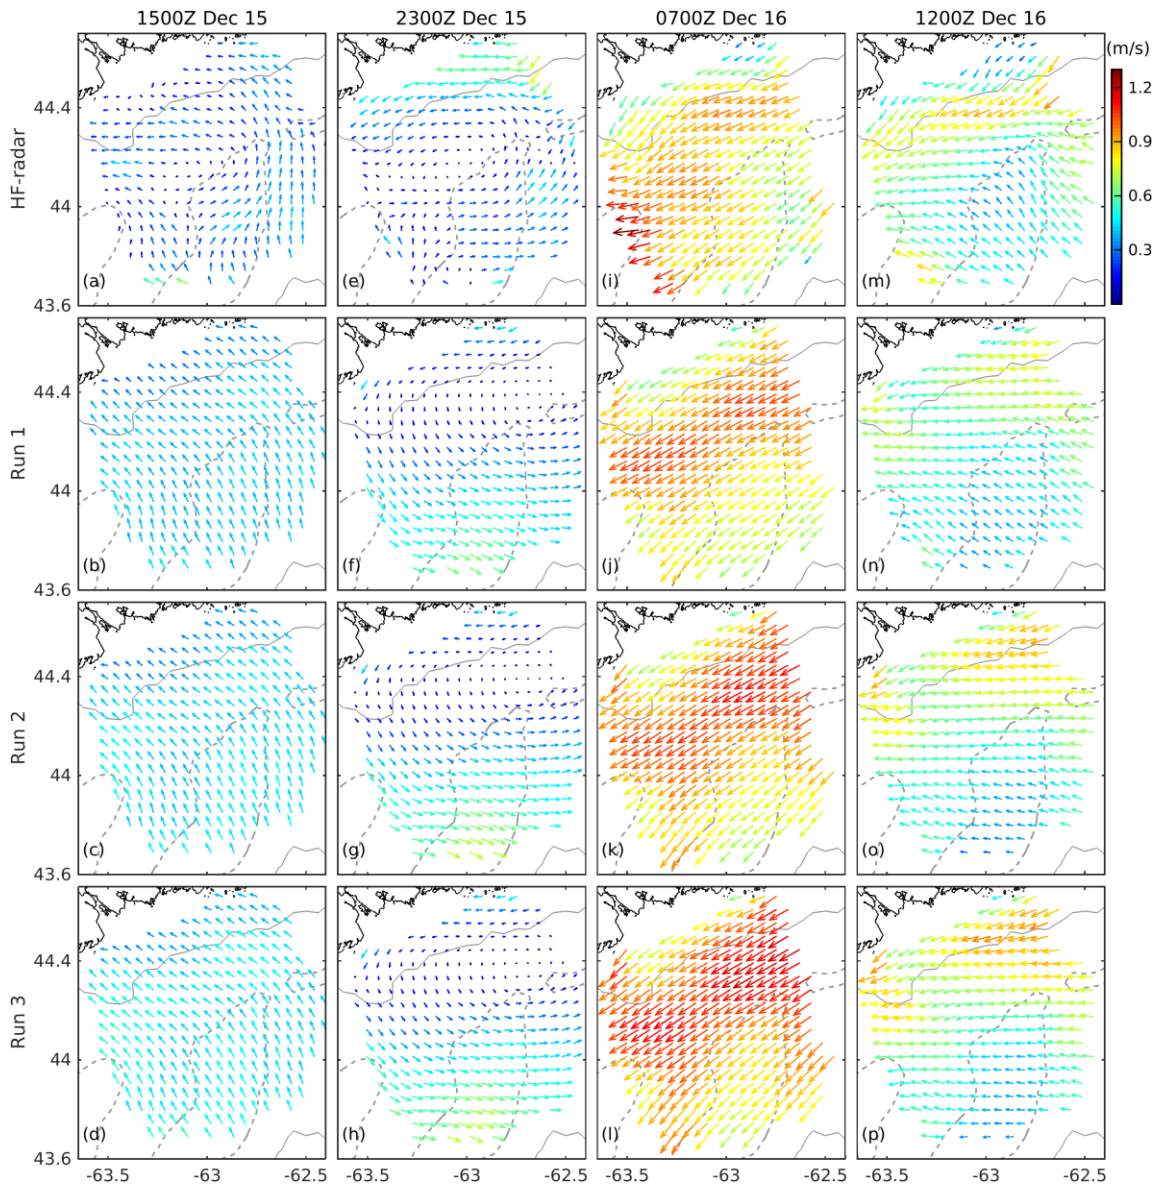 1500Z Dec 15 2300Z Dec 15 0700Z Dec 16 1200Z Dec 16
(m/s)
HF-radar 44.4 44 43.6 (a) (e) (i) (m) 1.2 0.9 0.6 0.3
Run 1 44.4 44 43.6 (b) (f) (j) (n)
Run 2 44.4 44 43.6 (c) (g) (k) (o)
Run 3 44.4 44 43.6 (d) (h) (l) (p)
-63.5 -63 -62.5 -63.5 -63 -62.5 -63.5 -63 -62.5 -63.5 -63 -62.5